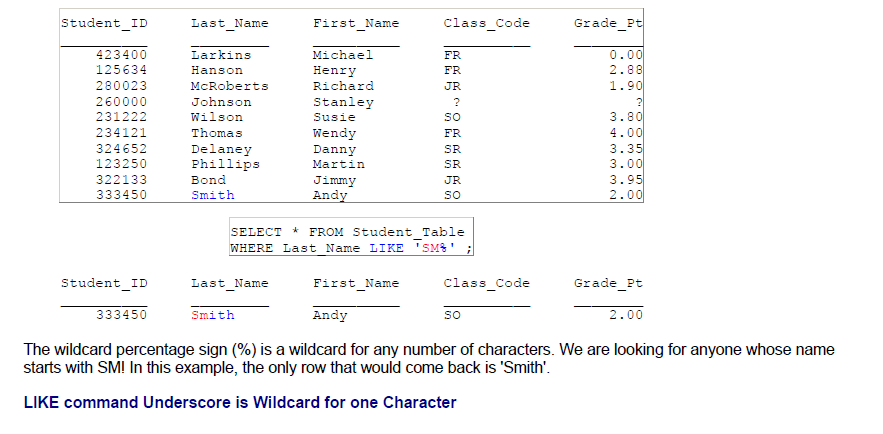 Student_ID Last_Name First_Name Class_Code Grade_Pt
423400 Larkins Michael FR 0.00
125634 Hanson Henry FR 2.88
280023 McRoberts Richard JR 1.90
260000 Johnson Stanley ? ?
231222 Wilson Susie SO 3.80
234121 Thomas Wendy FR 4.00
324652 Delaney Danny SR 3.35
123250 Phillips Martin SR 3.00
322133 Bond Jimmy JR 3.95
333450 Smith Andy SO 2.00
SELECT * FROM Student_Table
WHERE Last_Name LIKE 'SM%' ;
Student_ID Last_Name First_Name Class_Code Grade_Pt
333450 Smith Andy SO 2.00
The wildcard percentage sign (%) is a wildcard for any number of characters. We are looking for anyone whose name
starts with SM! In this example, the only row that would come back is 'Smith'.
LIKE command Underscore is Wildcard for one Character